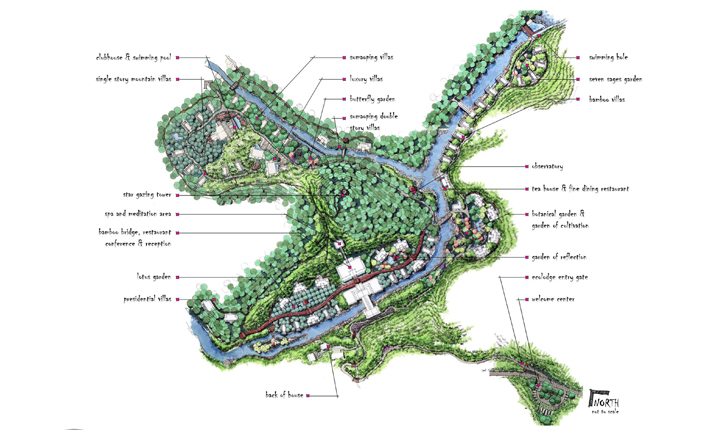 clubhouse & swimming pool
single story mountain villas
star gazing tower
spa and meditation area
bamboo bridge, restaurant
conference & reception
lotus garden
presidential villas
back of house
sumaoping villas
luxury villas
butterfly garden
sumaoping double
story villas
swimming hole
seven sages garden
bamboo villas
observatory
tea house & fine dining restaurant
botanical garden &
garden of cultivation
garden of reflection
ecolodge entry gate
welcome center
NORTH
not to scale